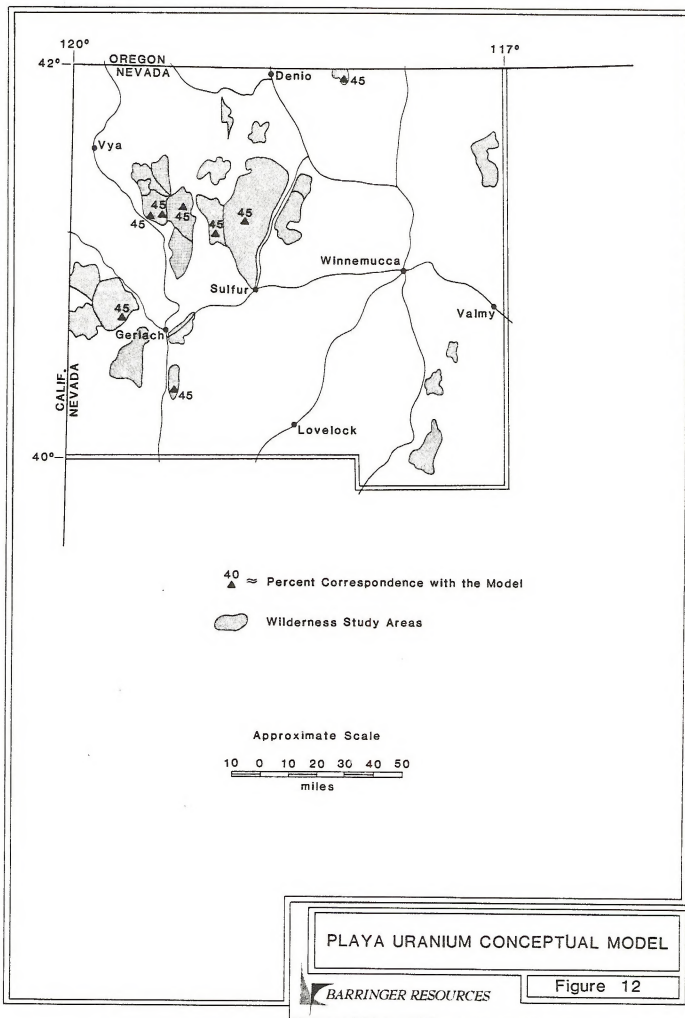 120°
117°
42°
OREGON
NEVADA
Denio
45
Vya
45
45
45
45
45
Winnemucca
Sulfur
Valmy
45
Gerlach
CALIF.
NEVADA
45
Lovelock
40°
40
≈ Percent Correspondence with the Model
Wilderness Study Areas
Approximate Scale
10 0 10 20 30 40 50
miles
PLAYA URANIUM CONCEPTUAL MODEL
BARRINGER RESOURCES
Figure 12